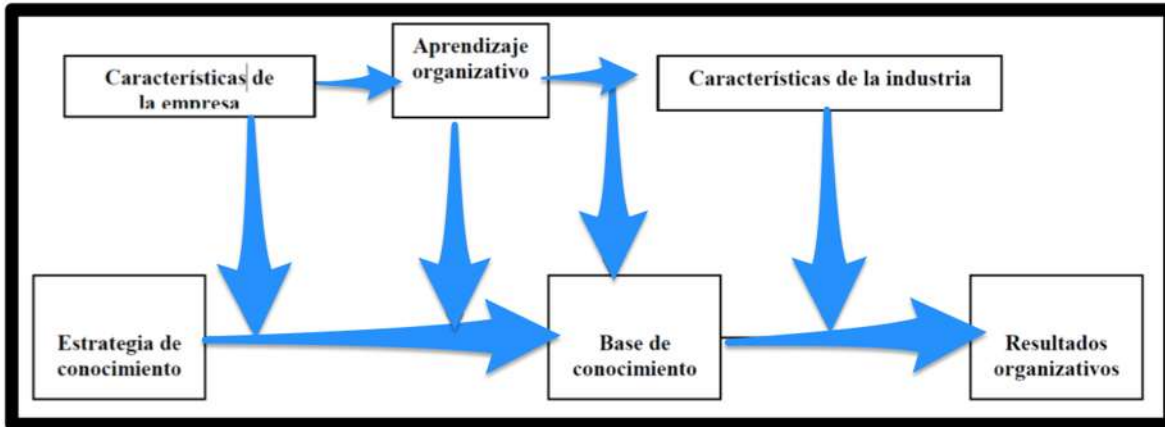 Características de
la empresa
Aprendizaje
organizativo
Características de la industria
Estrategia de
conocimiento
Base de
conocimiento
Resultados
organizativos